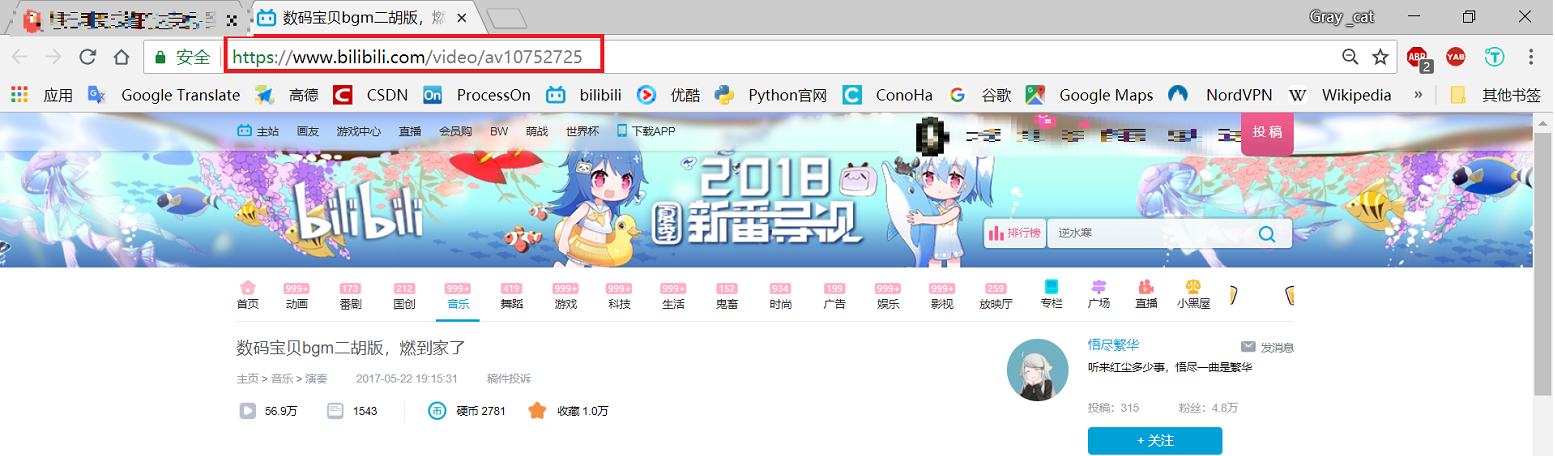 数码宝贝bgm二胡版，燃
Gray_cat
安全 https://www.bilibili.com/video/av10752725
ABP 2 YAB
应用 Google Translate 高德 C CSDN On ProcessOn bilibili 优酷 Python官网 C ConoHa G 谷歌 Google Maps NordVPN W Wikipedia » 其他书签
主站 画友 游戏中心 直播 会员购 BW 萌战 世界杯 下载APP 投稿
bilibili
2018
夏季 新番导视
排行榜 逆水寒
999+ 173 212 999+ 419 999+ 999+ 999+ 152 934 199 999+ 999+ 259
首页 动画 番剧 国创 音乐 舞蹈 游戏 科技 生活 鬼畜 时尚 广告 娱乐 影视 放映厅 专栏 广场 直播 小黑屋
数码宝贝bgm二胡版，燃到家了
主页 > 音乐 > 演奏 2017-05-22 19:15:31 稿件投诉
56.9万 1543 币 硬币 2781 收藏 1.0万
悟尽繁华 发消息
听来红尘多少事，悟尽一曲是繁华
投稿：315 粉丝：4.8万
+ 关注